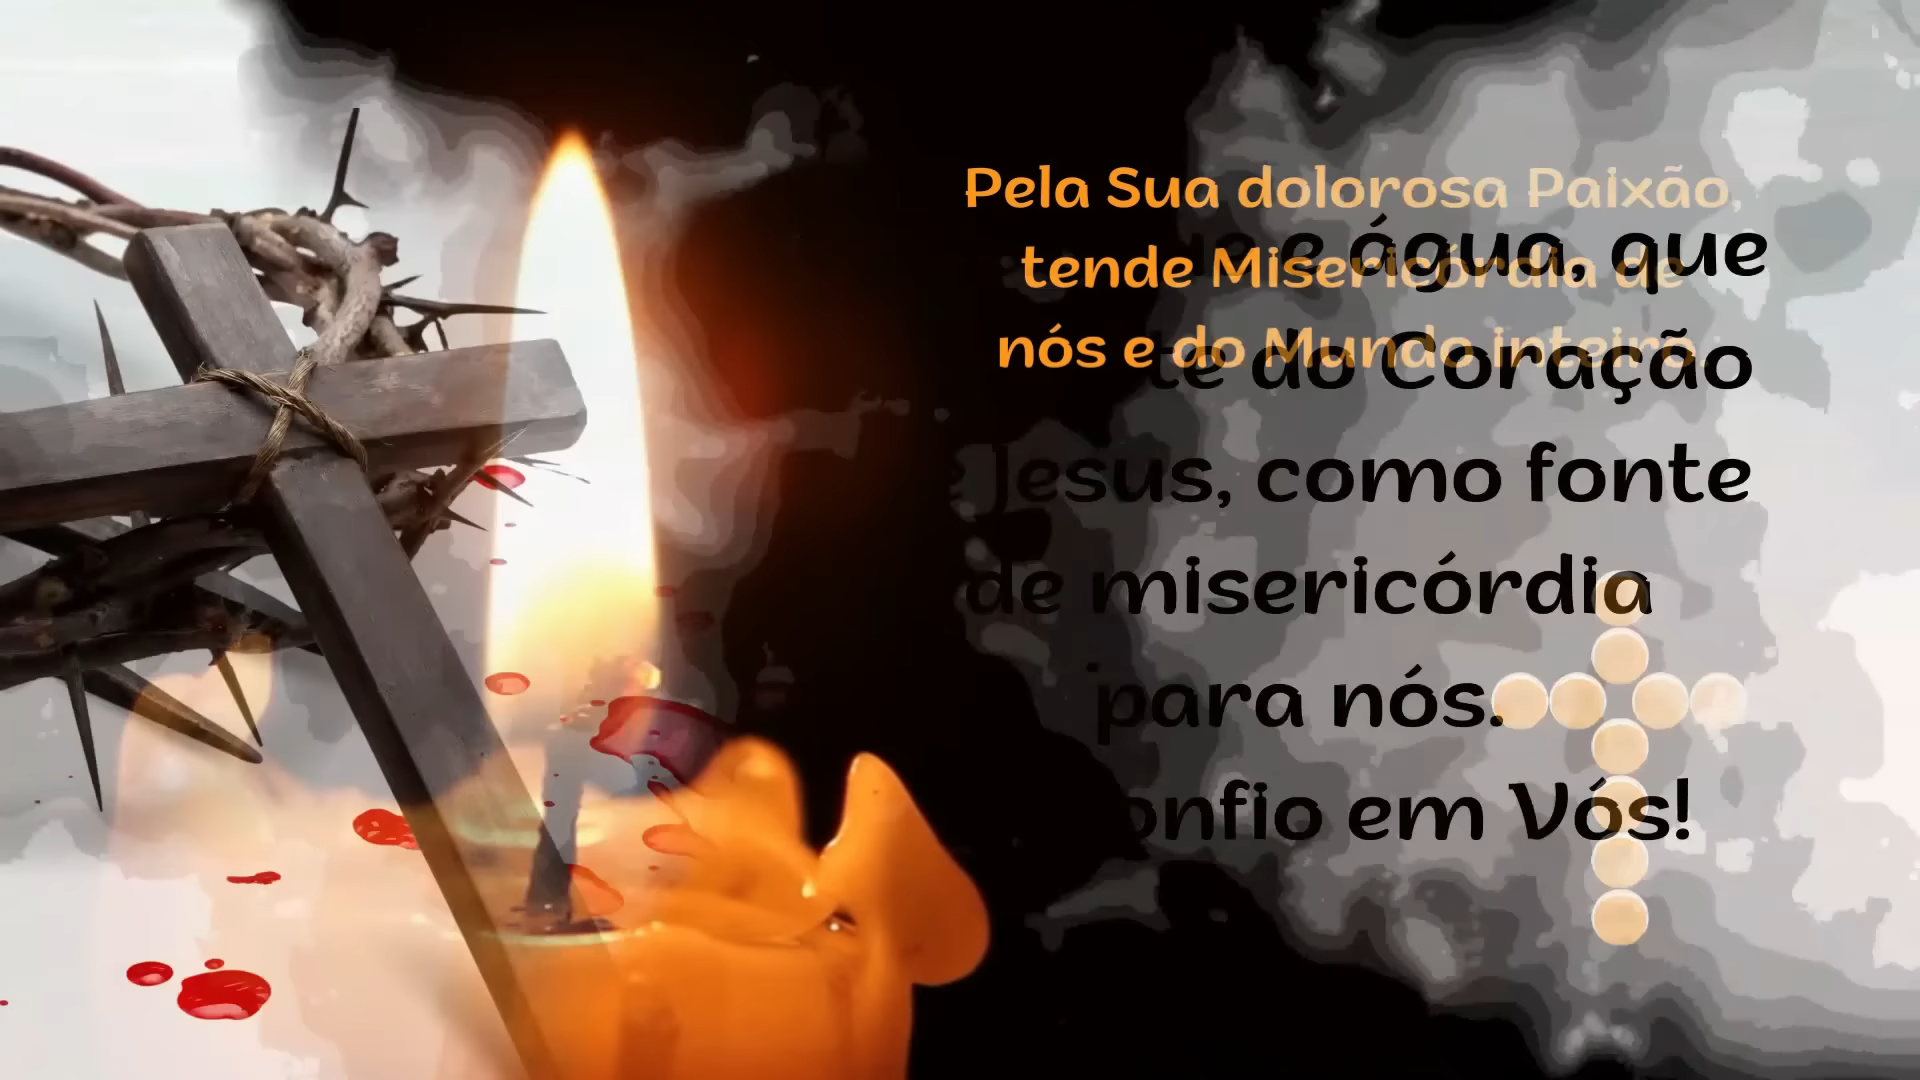 Pela Sua dolorosa Paixão,
tende Misericórdia de
nós e do Mundo inteiro.
e água, que
do Coração
Jesus, como fonte
de misericórdia
para nós.
onfio em Vós!